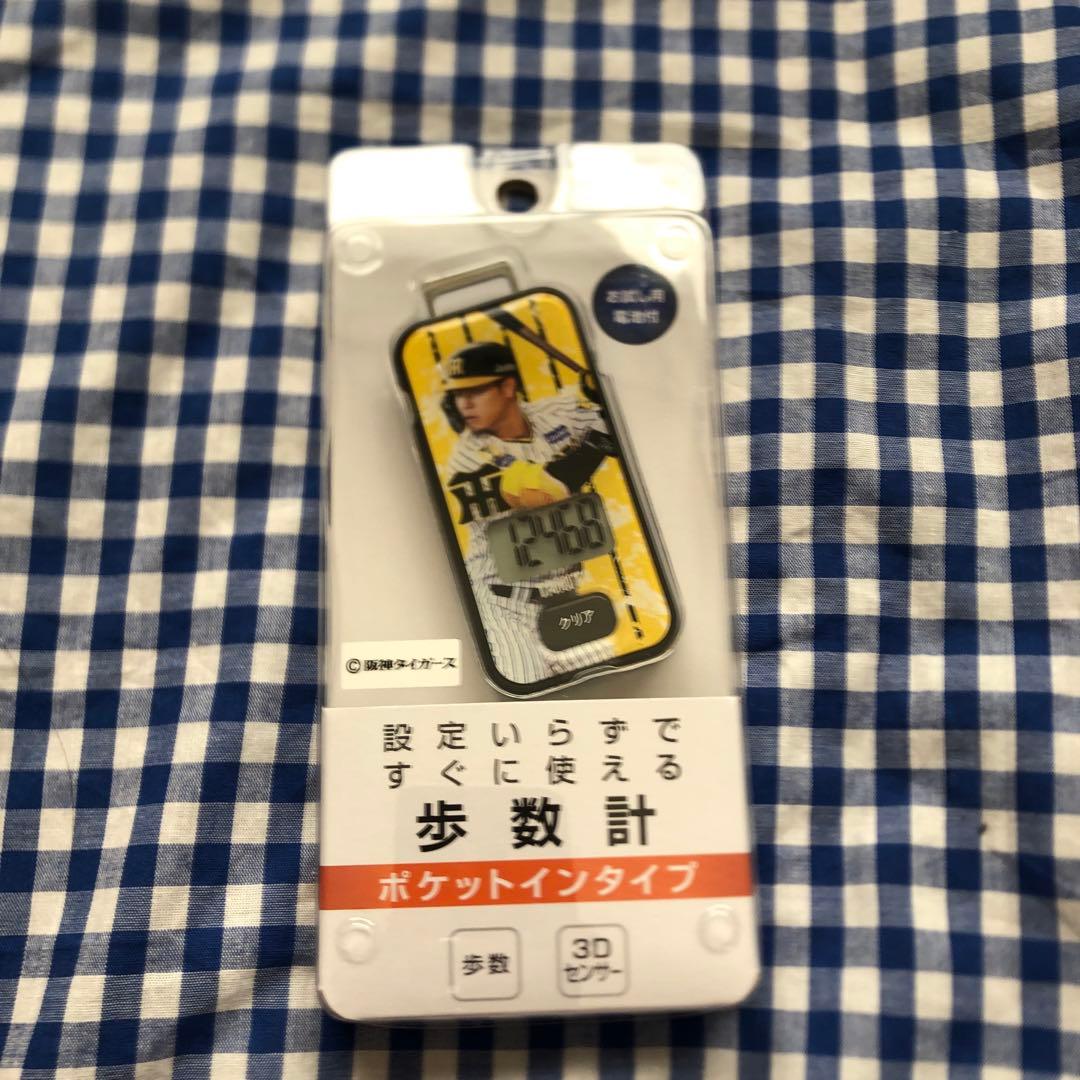 お試し用
電池付
12468
クリア
©阪神タイガース
設定いらずで
すぐに使える
歩数計
ポケットインタイプ
歩数
3D
センサー